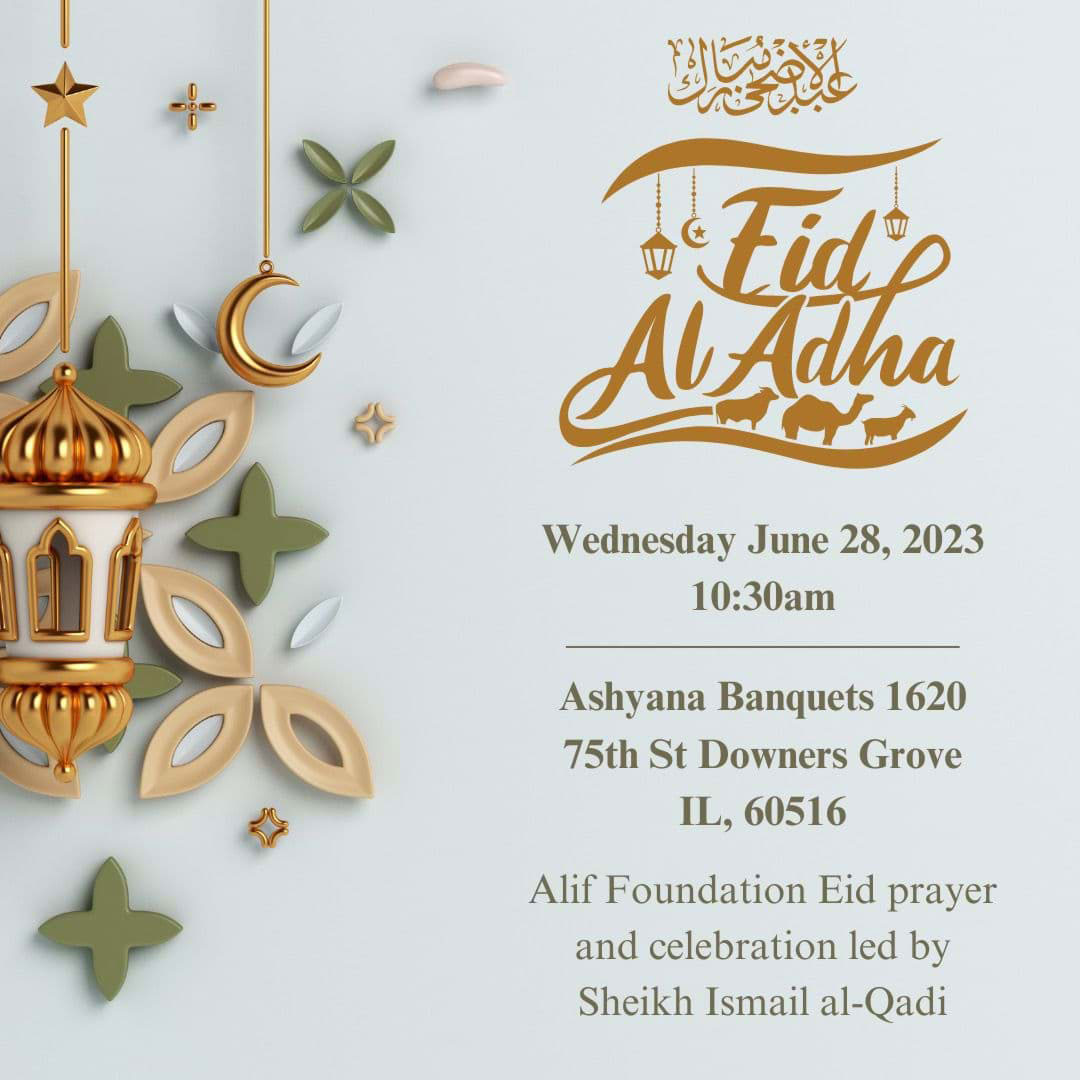 عيد الأضحى مبارك
Eid
Al Adha
Wednesday June 28, 2023
10:30am
Ashyana Banquets 1620
75th St Downers Grove
IL, 60516
Alif Foundation Eid prayer
and celebration led by
Sheikh Ismail al-Qadi